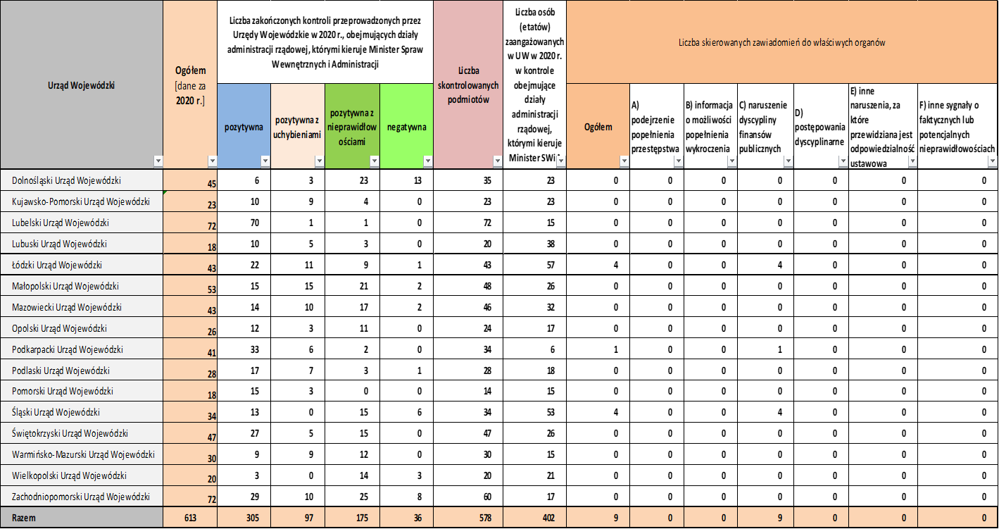 Urząd Wojewódzki
Ogółem
[dane za
2020 r.]
Liczba zakończonych kontroli przeprowadzonych przez
Urzędy Wojewódzkie w 2020 r., obejmujących działy
administracji rządowej, którymi kieruje Minister Spraw
Wewnętrznych i Administracji
pozytywna
pozytywna z
uchybieniami
pozytywna z
nieprawidłow
ościami
negatywna
Liczba
skontrolowanych
podmiotów
Liczba osób
(etatów)
zaangażowanych
w UW w 2020 r.
w kontrole
obejmujące
działy
administracji
rządowej,
którymi kieruje
Minister SWi
Liczba skierowanych zawiadomień do właściwych organów
Ogółem
A)
podejrzenie
popełnienia
przestępstwa
B) informacja
o możliwości
popełnienia
wykroczenia
C) naruszenie
dyscypliny
finansów
publicznych
D)
postępowania
dyscyplinarne
E) inne
naruszenia, za
które
przewidziana jest
odpowiedzialność
ustawowa
F) inne sygnały o
faktycznych lub
potencjalnych
nieprawidłowościach
Dolnośląski Urząd Wojewódzki 45 6 3 23 13 35 23 0 0 0 0 0 0 0
Kujawsko-Pomorski Urząd Wojewódzki 23 10 9 4 0 23 23 0 0 0 0 0 0 0
Lubelski Urząd Wojewódzki 72 70 1 1 0 72 15 0 0 0 0 0 0 0
Lubuski Urząd Wojewódzki 18 10 5 3 0 20 38 0 0 0 0 0 0 0
Łódzki Urząd Wojewódzki 43 22 11 9 1 43 57 4 0 0 4 0 0 0
Małopolski Urząd Wojewódzki 53 15 15 21 2 48 26 0 0 0 0 0 0 0
Mazowiecki Urząd Wojewódzki 43 14 10 17 2 46 32 0 0 0 0 0 0 0
Opolski Urząd Wojewódzki 26 12 3 11 0 24 17 0 0 0 0 0 0 0
Podkarpacki Urząd Wojewódzki 41 33 6 2 0 34 6 1 0 0 1 0 0 0
Podlaski Urząd Wojewódzki 28 17 7 3 1 28 18 0 0 0 0 0 0 0
Pomorski Urząd Wojewódzki 18 15 3 0 0 14 15 0 0 0 0 0 0 0
Śląski Urząd Wojewódzki 34 13 0 15 6 34 53 4 0 0 4 0 0 0
Świętokrzyski Urząd Wojewódzki 47 27 5 15 0 47 26 0 0 0 0 0 0 0
Warmińsko-Mazurski Urząd Wojewódzki 30 9 9 12 0 30 15 0 0 0 0 0 0 0
Wielkopolski Urząd Wojewódzki 20 3 0 14 3 20 21 0 0 0 0 0 0 0
Zachodniopomorski Urząd Wojewódzki 72 29 10 25 8 60 17 0 0 0 0 0 0 0
Razem 613 305 97 175 36 578 402 9 0 0 9 0 0 0